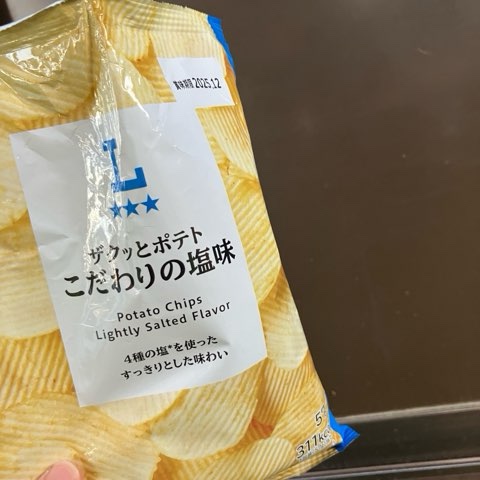 賞味期限 2025.12
L
★★★
ザクッとポテト
こだわりの塩味
Potato Chips
Lightly Salted Flavor
4種の塩*を使った
すっきりとした味わい
311kc